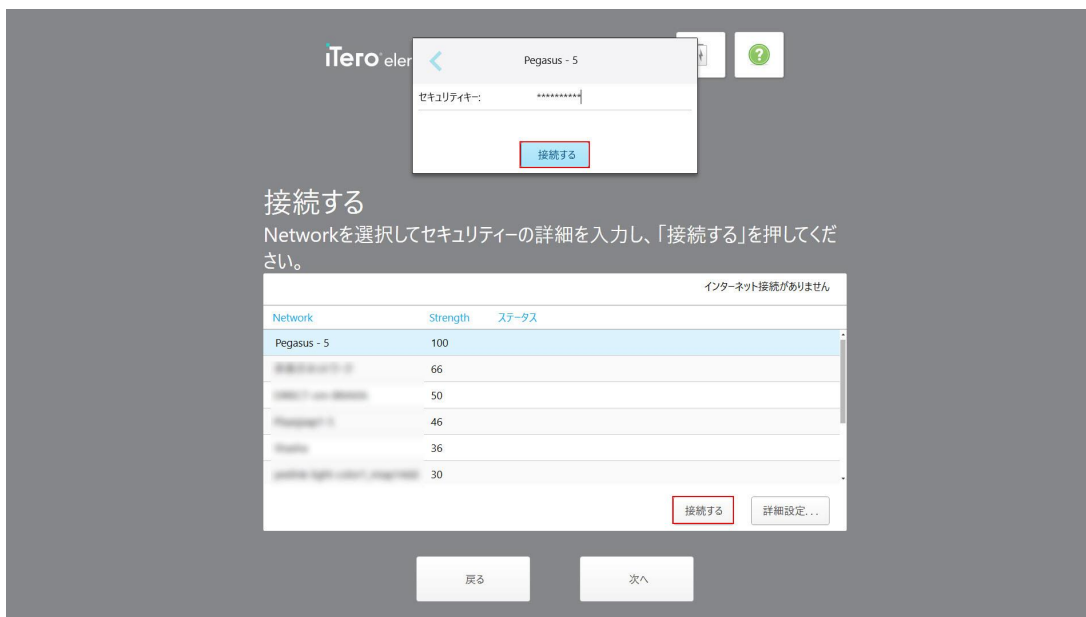 iTero eler
Pegasus - 5
セキュリティキー: **********
接続する
接続する
Networkを選択してセキュリティーの詳細を入力し、「接続する」を押してくだ
さい。
インターネット接続がありません
Network Strength ステータス
Pegasus - 5 100
66
50
46
36
30
接続する 詳細設定...
戻る 次へ